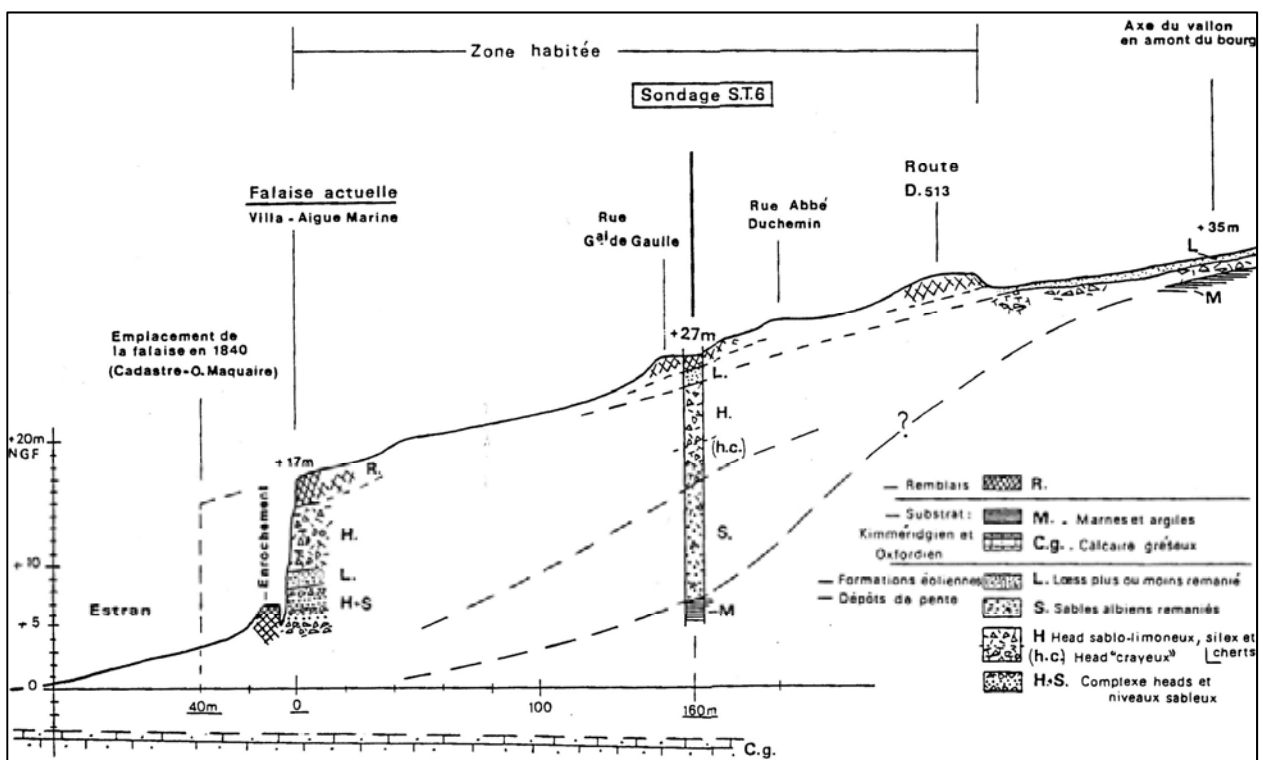 Zone habitée
Axe du vallon
en amont du bourg
Sondage S.T.6
Falaise actuelle
Villa - Aigue Marine
Rue
Gal de Gaulle
Rue Abbé
Duchemin
Route
D.513
+35m
L
M
Emplacement de
la falaise en 1840
(Cadastre-O.Maquaire)
+27m
L.
H.
(h.c.)
S.
M
?
+20m
NGF
+17m
R.
Enrochement
H.
L.
H+S
+10
Estran
+5
0
40m
0
100
160m
C.g.
Remblais
R.
Substrat :
Kimméridgien et
Oxfordien
M. . Marnes et argiles
C.g. . Calcaire gréseux
Formations éoliennes
Dépôts de pente
L. Lœss plus ou moins remanié
S. Sables albiens remaniés
H Head sablo-limoneux, silex et
cherts
(h.c.) Head "crayeux"
H+S. Complexe heads et
niveaux sableux